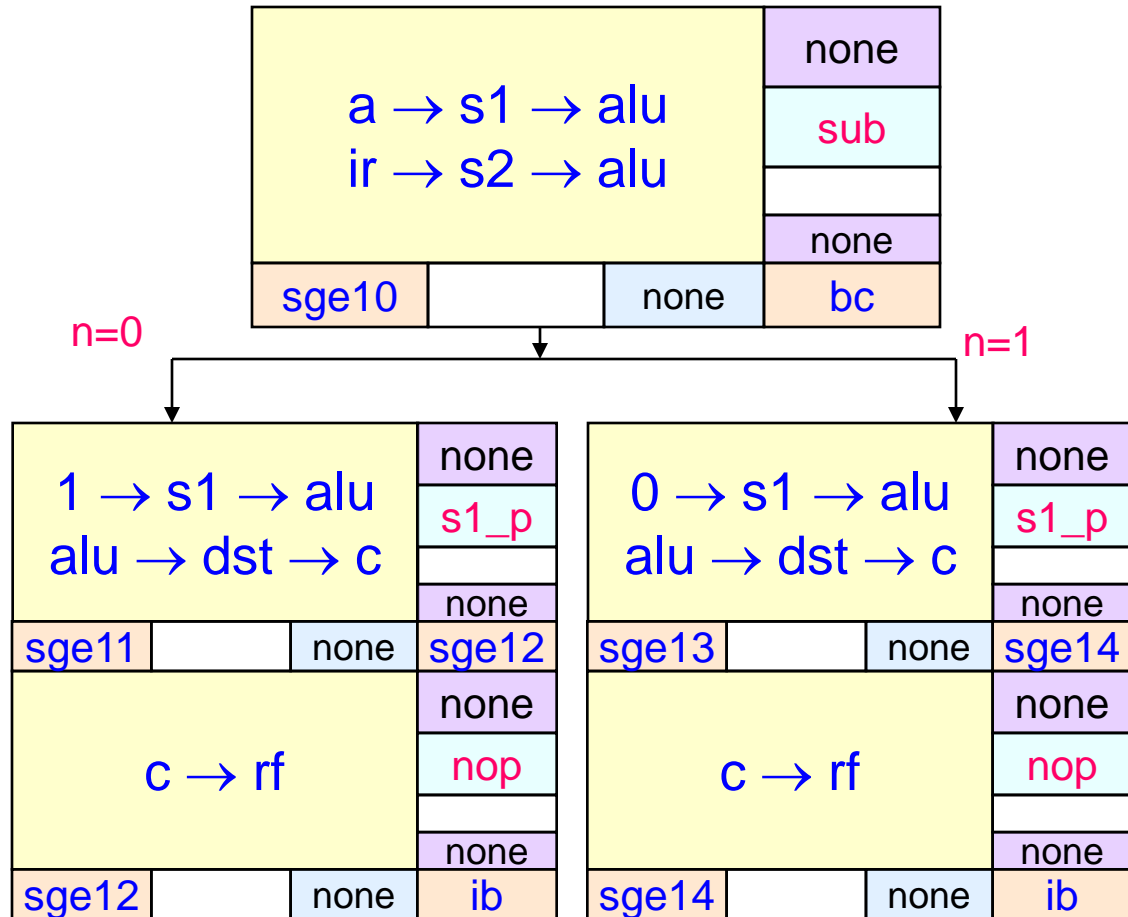 a → s1 → alu
ir → s2 → alu
none
sub
none
sge10
none
bc
n=0
n=1
1 → s1 → alu
alu → dst → c
none
s1_p
none
sge11
none
sge12
0 → s1 → alu
alu → dst → c
none
s1_p
none
sge13
none
sge14
c → rf
none
nop
none
sge12
none
ib
c → rf
none
nop
none
sge14
none
ib